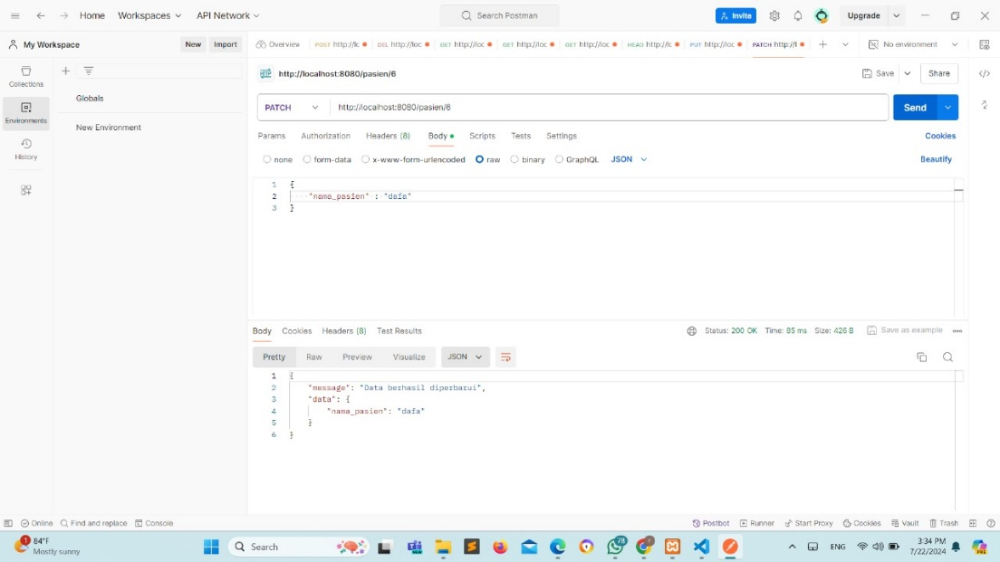 Home Workspaces API Network Search Postman Invite Upgrade
My Workspace New Import Overview POST http://lc DEL http://loc GET http://loc GET http://loc GET http://loc HEAD http://lc PUT http://loc PATCH http://l No environment
Collections
Environments
History
Globals
New Environment
HTTP http://localhost:8080/pasien/6 Save Share
PATCH http://localhost:8080/pasien/6 Send
Params Authorization Headers (8) Body Scripts Tests Settings Cookies
none form-data x-www-form-urlencoded raw binary GraphQL JSON Beautify
1 {
2 "nama_pasien" : "dafa"
3 }
Body Cookies Headers (8) Test Results Status: 200 OK Time: 85 ms Size: 426 B Save as example
Pretty Raw Preview Visualize JSON
1 {
2 "message": "Data berhasil diperbarui",
3 "data": {
4 "nama_pasien": "dafa"
5 }
6 }
Online Find and replace Console Postbot Runner Start Proxy Cookies Vault Trash
1 84°F
Mostly sunny
Search
78
ENG
3:34 PM
7/22/2024
PRE